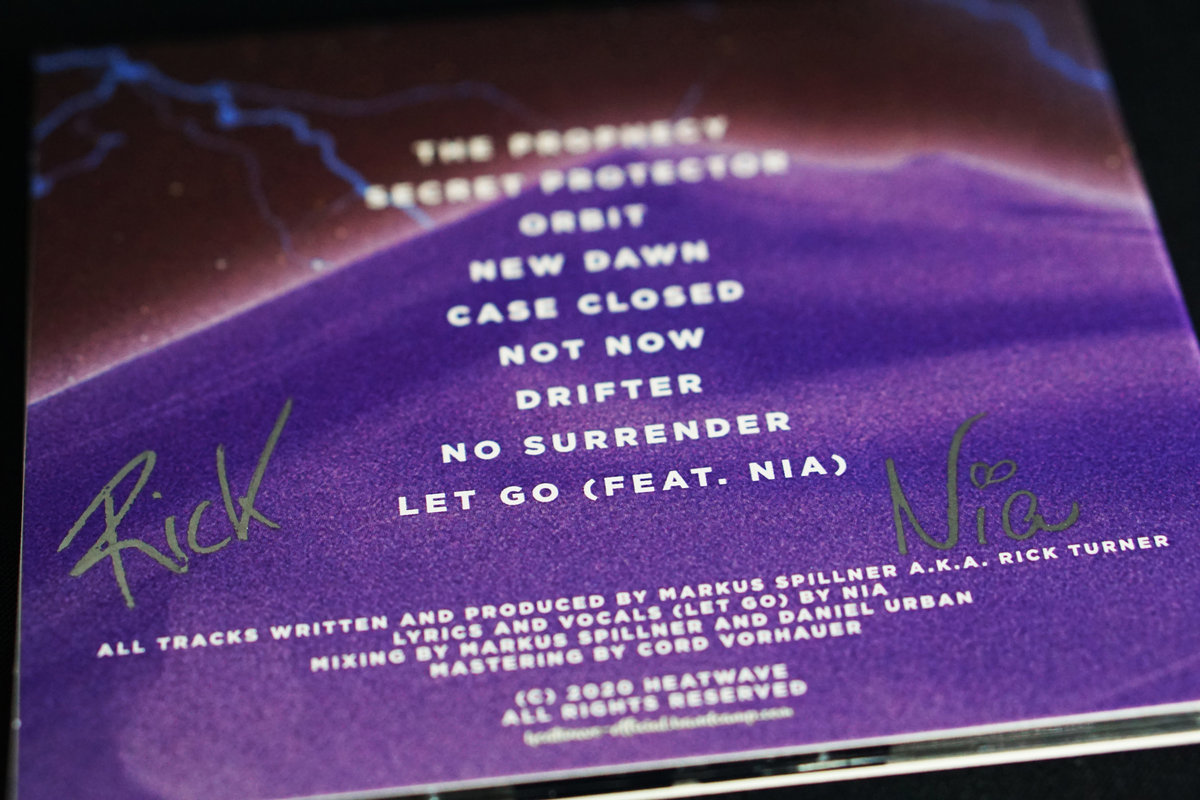 THE PROPHECY
SECRET PROTECTOR
ORBIT
NEW DAWN
CASE CLOSED
NOT NOW
DRIFTER
NO SURRENDER
LET GO (FEAT. NIA)
Rick
Nia
ALL TRACKS WRITTEN AND PRODUCED BY MARKUS SPILLNER A.K.A. RICK TURNER
LYRICS AND VOCALS (LET GO) BY NIA
MIXING BY MARKUS SPILLNER AND DANIEL URBAN
MASTERING BY CORD VORHAUER
(C) 2020 HEATWAVE
ALL RIGHTS RESERVED